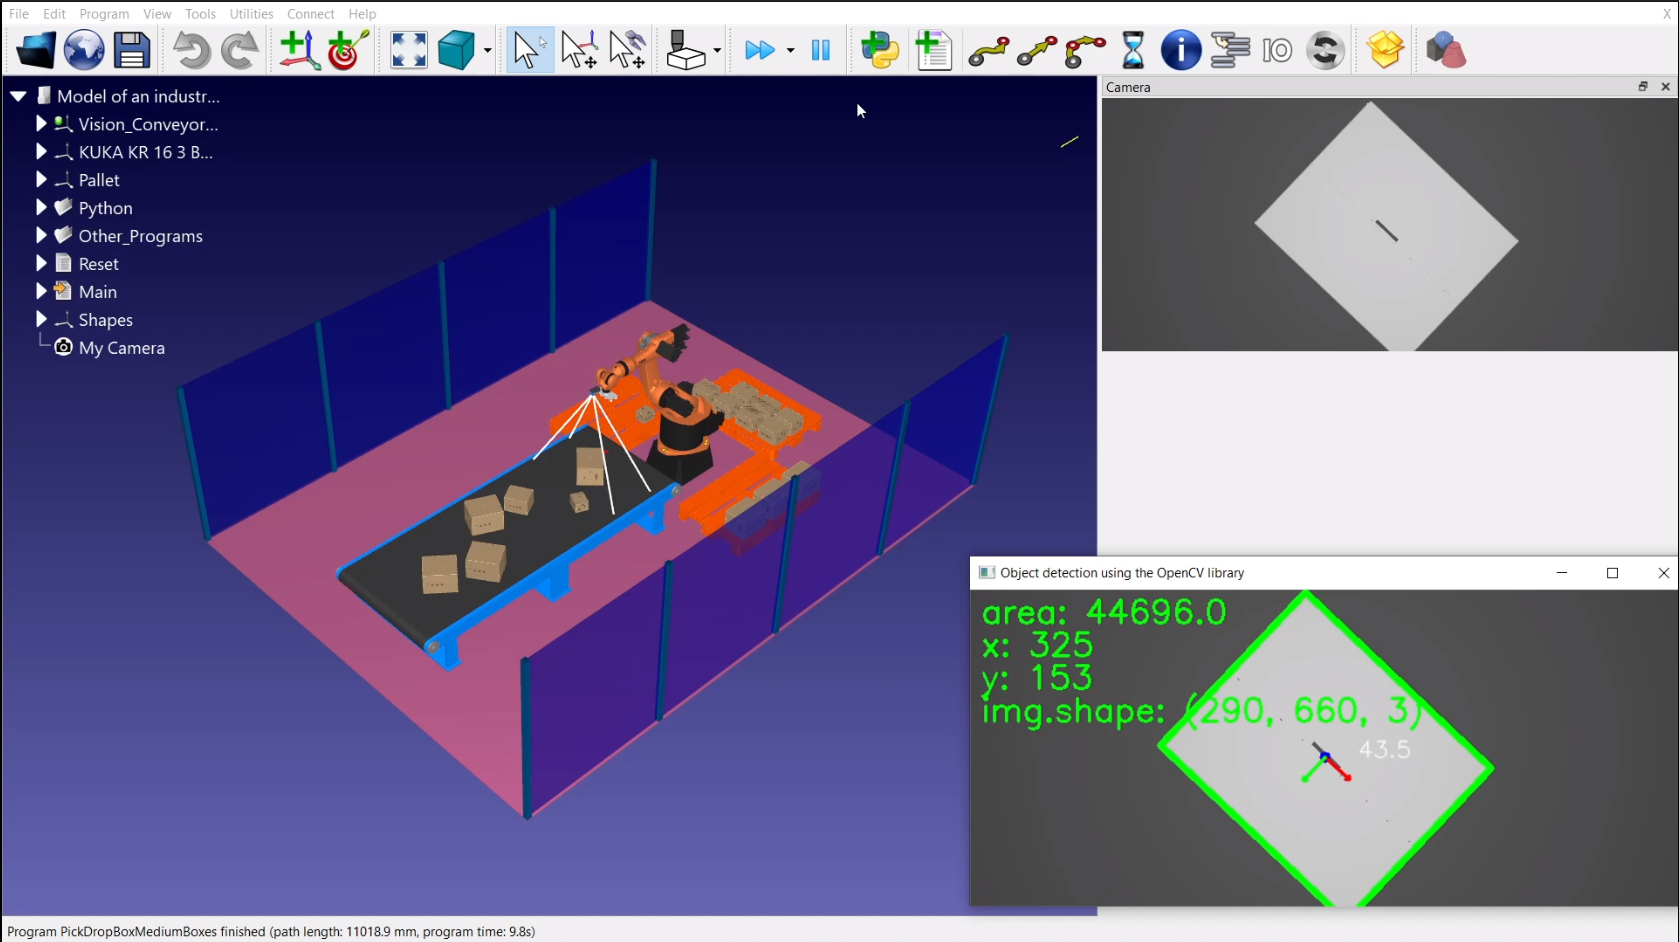 File Edit Program View Tools Utilities Connect Help X
IO
Camera
Model of an industr...
Vision_Conveyor...
KUKA KR 16 3 B...
Pallet
Python
Other_Programs
Reset
Main
Shapes
My Camera
Object detection using the OpenCV library
area: 44696.0
x: 325
y: 153
img.shape: (290, 660, 3)
43.5
Program PickDropBoxMediumBoxes finished (path length: 11018.9 mm, program time: 9.8s)